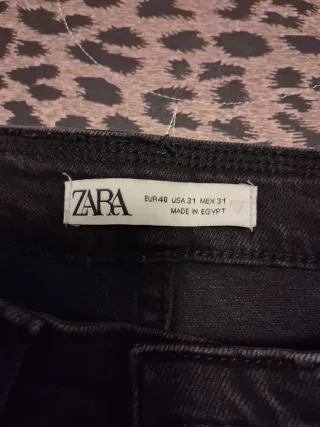 ZARA
EUR 40 USA 31 MEX 31
MADE IN EGYPT